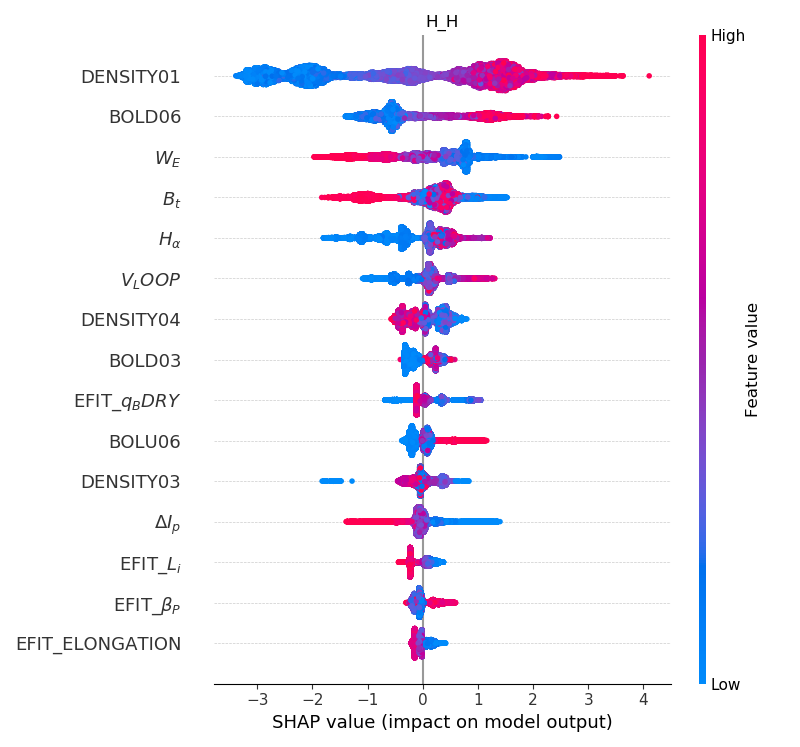 H_H
High
DENSITY01
BOLD06
W_E
B_t
H_α
V_LOOP
DENSITY04
BOLD03
EFIT_q_BDRY
BOLU06
DENSITY03
ΔI_p
EFIT_L_i
EFIT_β_P
EFIT_ELONGATION
Feature value
Low
−3 −2 −1 0 1 2 3 4
SHAP value (impact on model output)